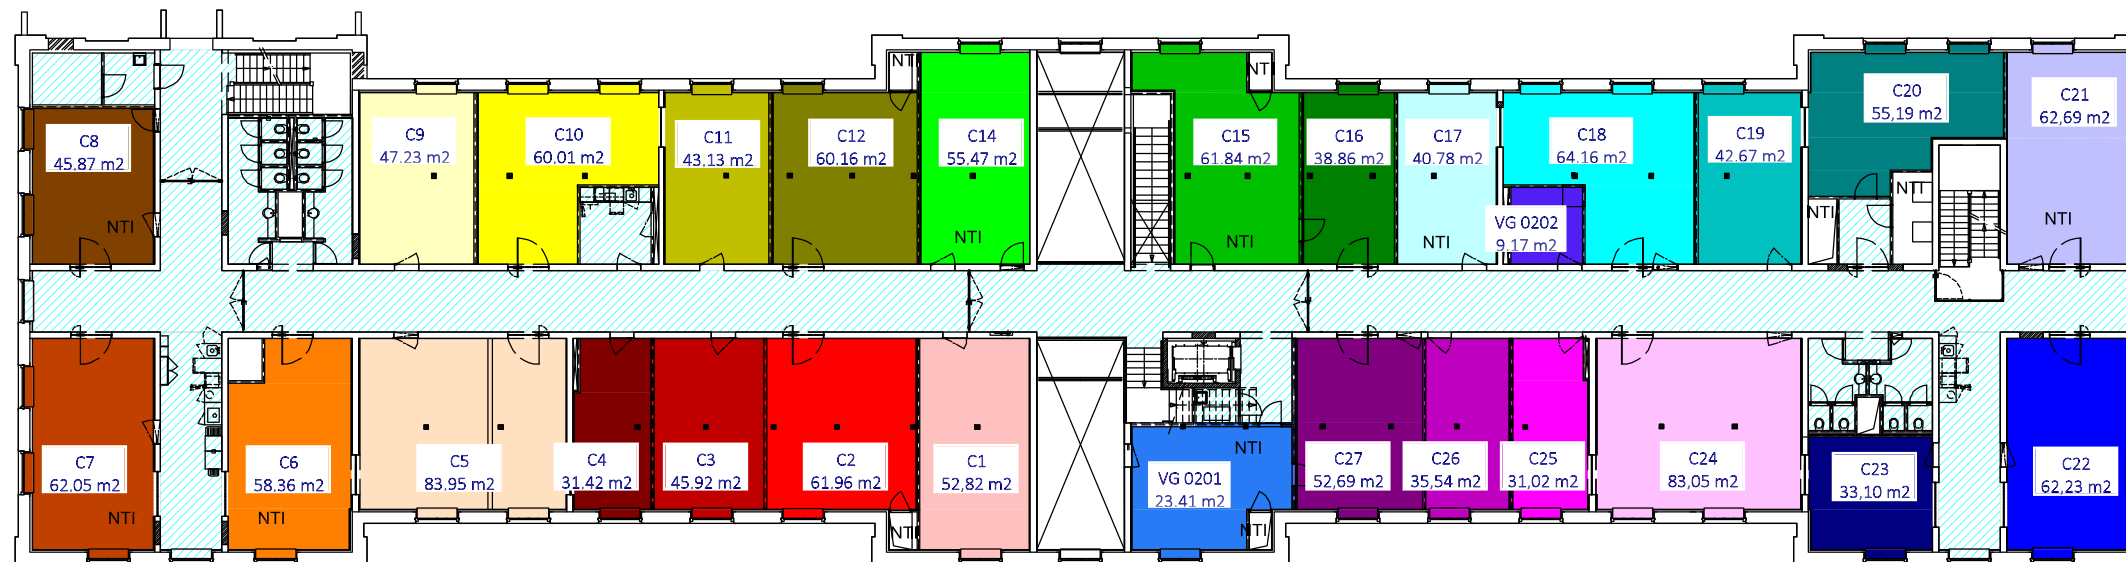 NTI
NTI
C20
55,19 m2
C21
62,69 m2
C8
45,87 m2
C9
47.23 m2
C10
60.01 m2
C11
43,13 m2
C12
60,16 m2
C14
55,47 m2
C15
61.84 m2
C16
38.86 m2
C17
40.78 m2
C18
64.16 m2
C19
42.67 m2
NTI
NTI
NTI
NTI
NTI
NTI
NTI
VG 0202
9.17 m2
C7
62,05 m2
NTI
C6
58.36 m2
NTI
C5
83,95 m2
C4
31.42 m2
C3
45,92 m2
C2
61.96 m2
NTI
C1
52,82 m2
NTI
VG 0201
23.41 m2
NTI
C27
52,69 m2
C26
35,54 m2
C25
31,02 m2
C24
83,05 m2
C23
33,10 m2
C22
62,23 m2